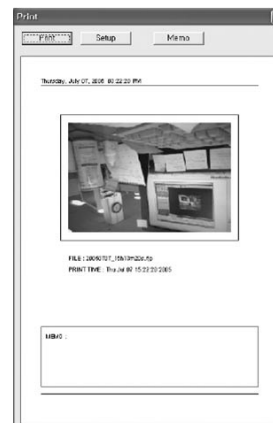 Print
Print Setup Memo
Thursday, July 07, 2005 03:22:20 PM
PRINT TIME : Thu Jul 07 15:22:20 2005
MEMO :